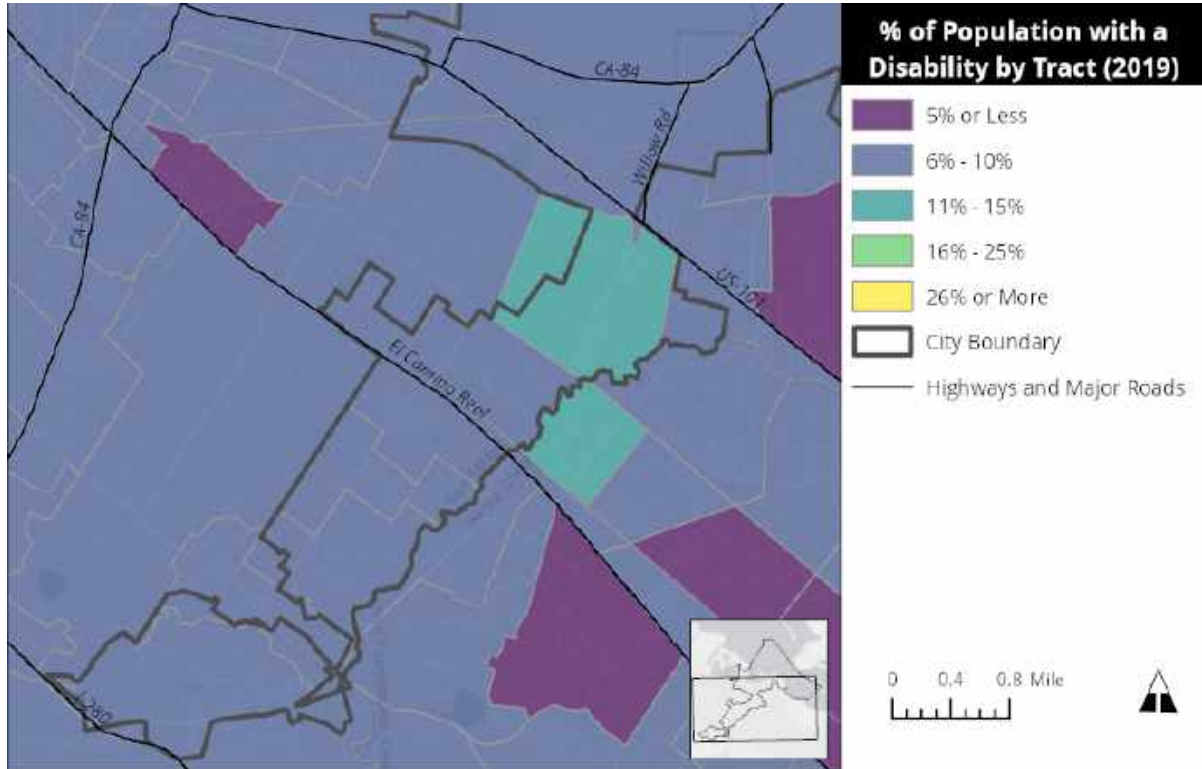 % of Population with a
Disability by Tract (2019)
5% or Less
6% - 10%
11% - 15%
16% - 25%
26% or More
City Boundary
Highways and Major Roads
0 0.4 0.8 Mile
CA-84
Willow Rd
CA-84
US-101
El Camino Real
I-280